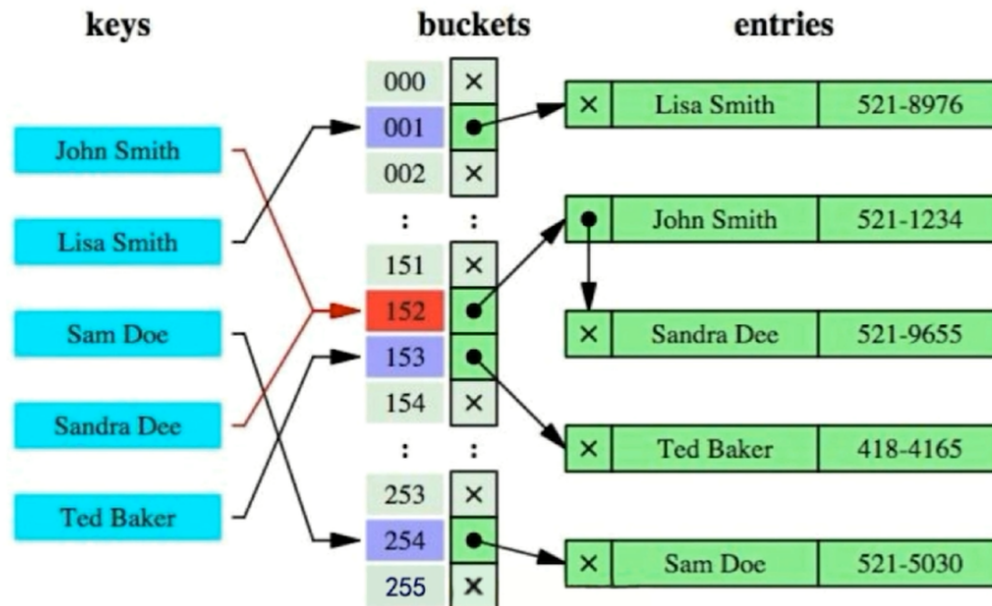 keys
buckets
entries
John Smith
Lisa Smith
Sam Doe
Sandra Dee
Ted Baker
000 ×
001
002 ×
: :
151 ×
152
153
154 ×
: :
253 ×
254
255 ×
× Lisa Smith 521-8976
John Smith 521-1234
× Sandra Dee 521-9655
× Ted Baker 418-4165
× Sam Doe 521-5030